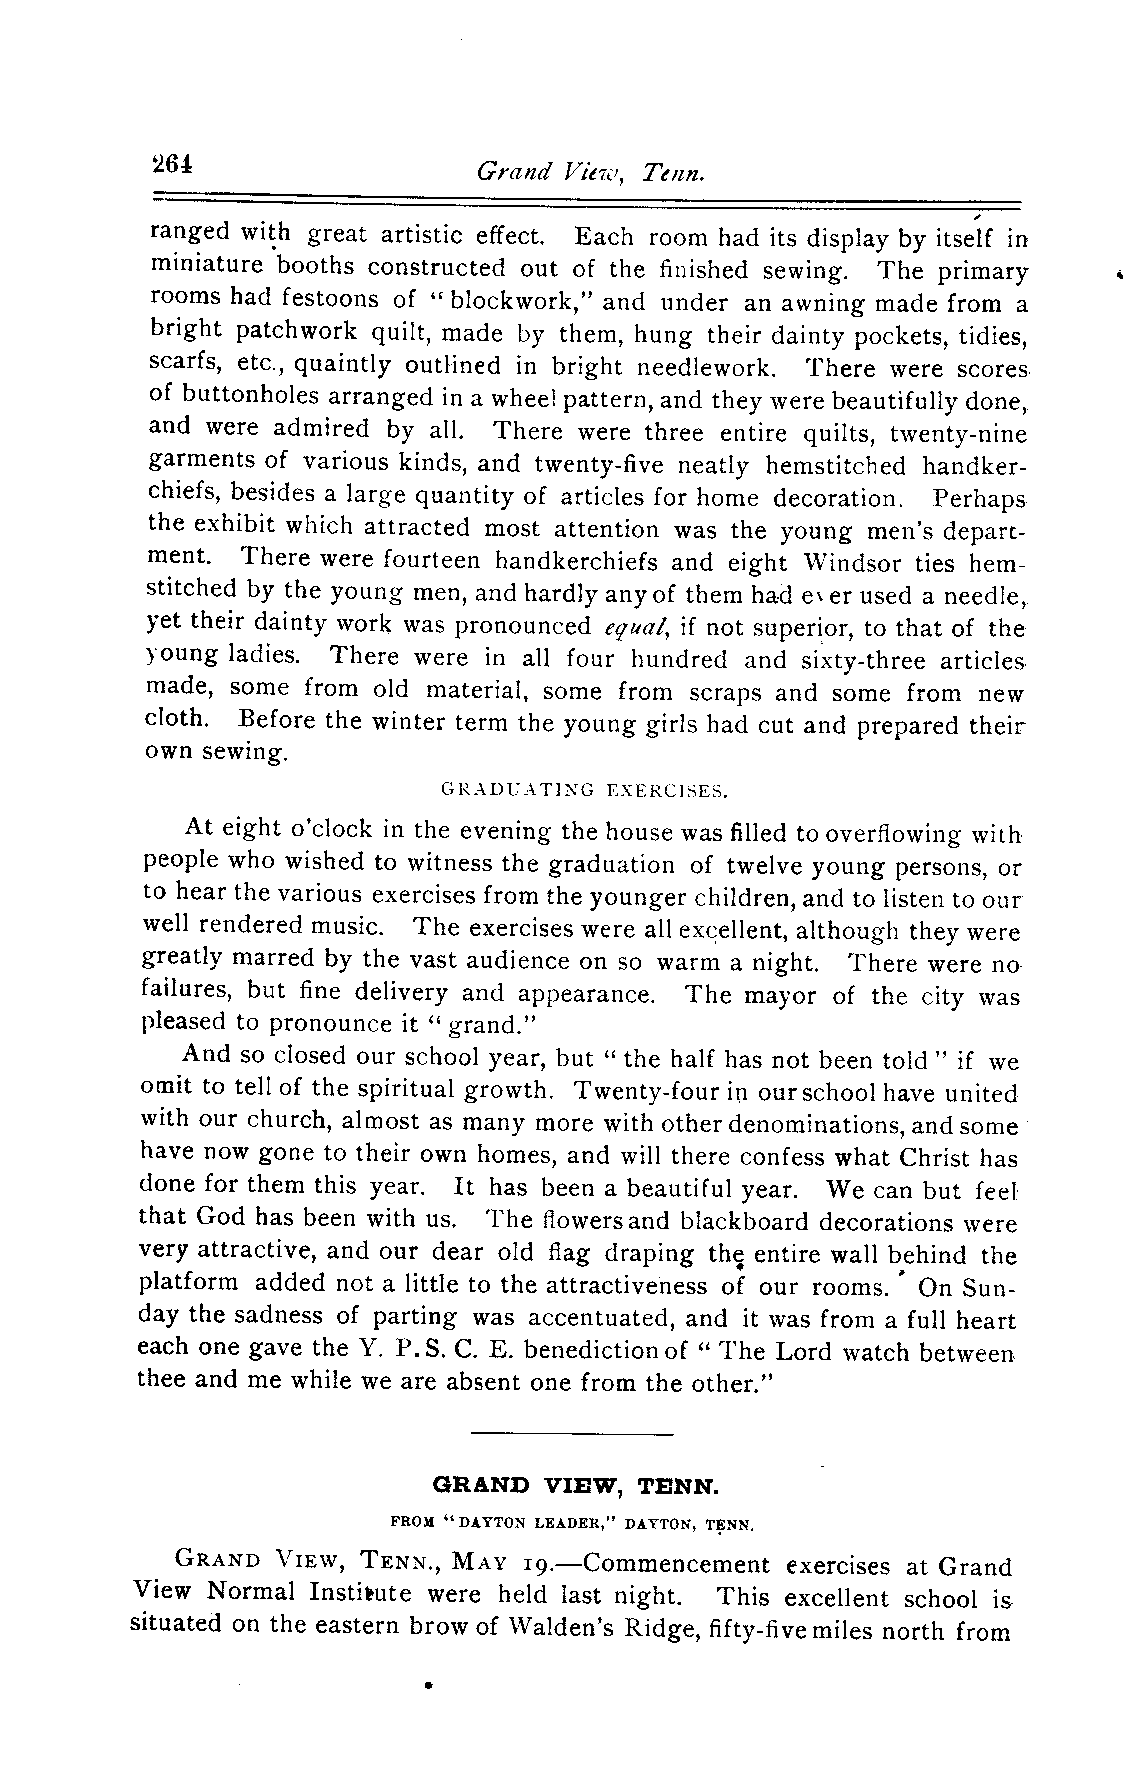 264
Grand View, Tenn.
ranged with great artistic effect. Each room had its display by itself in
miniature booths constructed out of the finished sewing. The primary
rooms had festoons of “ blockwork,” and under an awning made from a
bright patchwork quilt, made by them, hung their dainty pockets, tidies,
scarfs, etc., quaintly outlined in bright needlework. There were scores
of buttonholes arranged in a wheel pattern, and they were beautifully done,
and were admired by all. There were three entire quilts, twenty-nine
garments of various kinds, and twenty-five neatly hemstitched handker-
chiefs, besides a large quantity of articles for home decoration. Perhaps
the exhibit which attracted most attention was the young men's depart-
ment. There were fourteen handkerchiefs and eight Windsor ties hem-
stitched by the young men, and hardly any of them had ever used a needle,
yet their dainty work was pronounced equal, if not superior, to that of the
young ladies. There were in all four hundred and sixty-three articles
made, some from old material, some from scraps and some from new
cloth. Before the winter term the young girls had cut and prepared their
own sewing.
GRADUATING EXERCISES.
At eight o'clock in the evening the house was filled to overflowing with
people who wished to witness the graduation of twelve young persons, or
to hear the various exercises from the younger children, and to listen to our
well rendered music. The exercises were all excellent, although they were
greatly marred by the vast audience on so warm a night. There were no
failures, but fine delivery and appearance. The mayor of the city was
pleased to pronounce it “ grand.”
And so closed our school year, but “ the half has not been told ” if we
omit to tell of the spiritual growth. Twenty-four in our school have united
with our church, almost as many more with other denominations, and some
have now gone to their own homes, and will there confess what Christ has
done for them this year. It has been a beautiful year. We can but feel
that God has been with us. The flowers and blackboard decorations were
very attractive, and our dear old flag draping the entire wall behind the
platform added not a little to the attractiveness of our rooms. On Sun-
day the sadness of parting was accentuated, and it was from a full heart
each one gave the Y. P. S. C. E. benediction of “ The Lord watch between
thee and me while we are absent one from the other.”
GRAND VIEW, TENN.
FROM “DAYTON LEADER,” DAYTON, TENN.
GRAND VIEW, TENN., MAY 19.—Commencement exercises at Grand
View Normal Institute were held last night. This excellent school is
situated on the eastern brow of Walden's Ridge, fifty-five miles north from